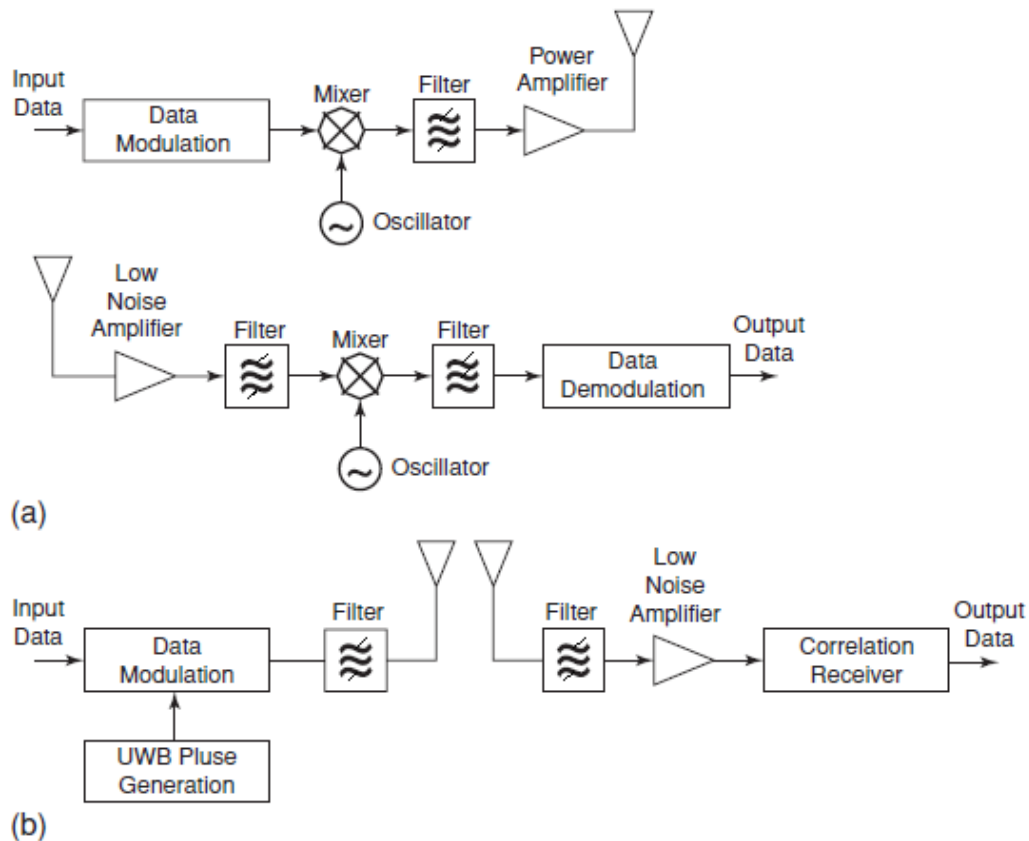 Input
Data
Data
Modulation
Mixer
Filter
Power
Amplifier
Oscillator
Low
Noise
Amplifier
Filter
Mixer
Filter
Data
Demodulation
Output
Data
Oscillator
(a)
Input
Data
Data
Modulation
Filter
Filter
Low
Noise
Amplifier
Correlation
Receiver
Output
Data
UWB Pluse
Generation
(b)